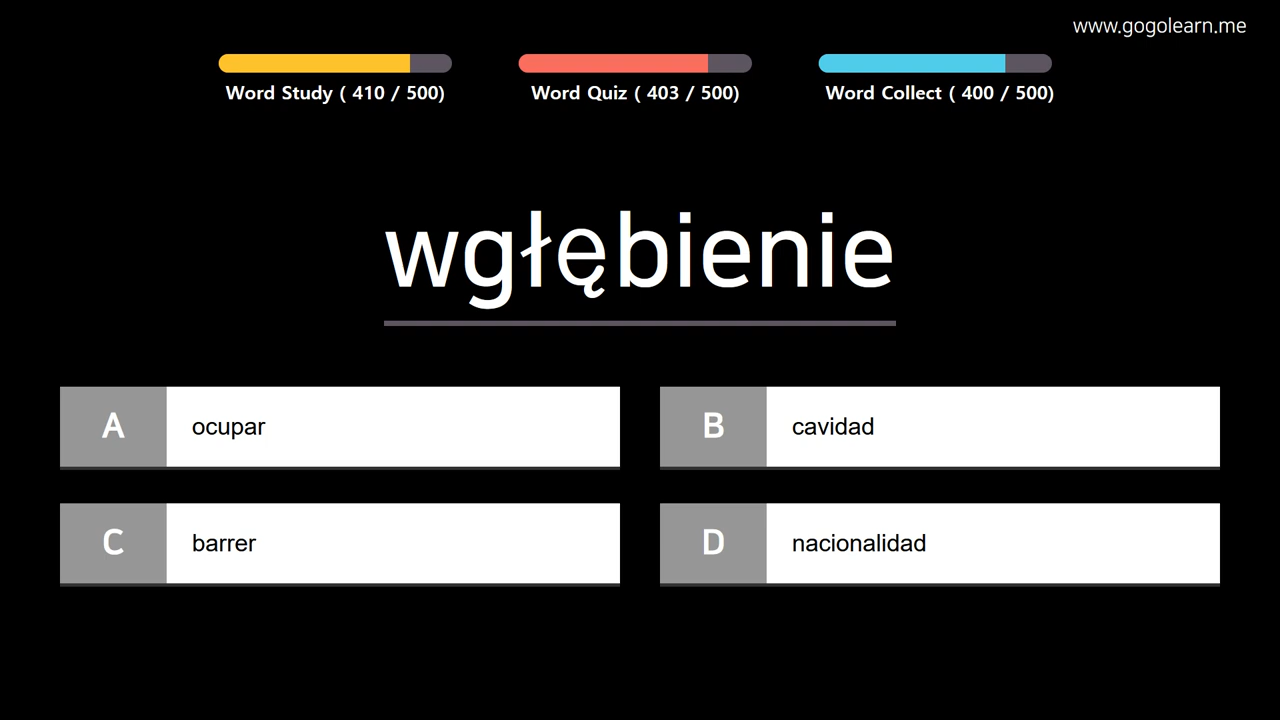 www.gogolearn.me
Word Study ( 410 / 500)
Word Quiz ( 403 / 500)
Word Collect ( 400 / 500)
wgłębienie
A ocupar
B cavidad
C barrer
D nacionalidad